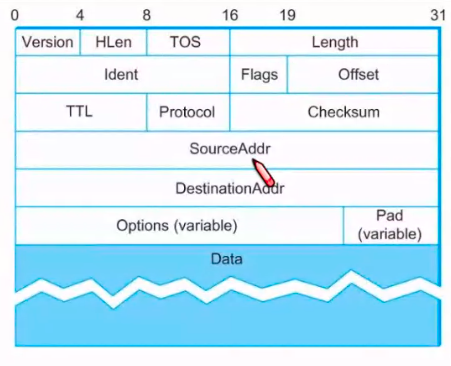 0 4 8 16 19 31
Version HLen TOS Length
Ident Flags Offset
TTL Protocol Checksum
SourceAddr
DestinationAddr
Options (variable) Pad
(variable)
Data